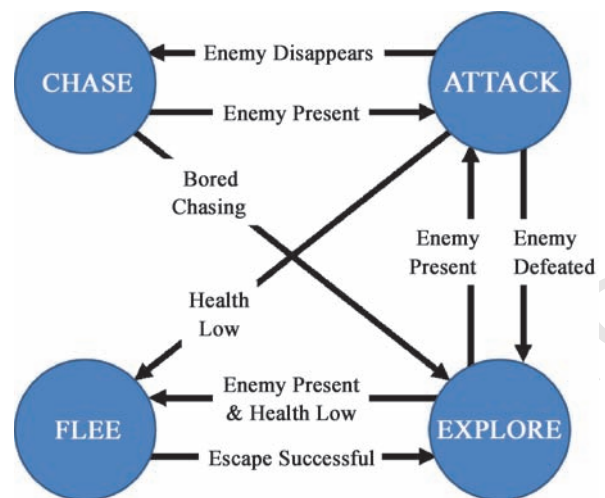 Enemy Disappears
CHASE
ATTACK
Enemy Present
Bored
Chasing
Enemy
Present
Enemy
Defeated
Health
Low
Enemy Present
& Health Low
FLEE
EXPLORE
Escape Successful